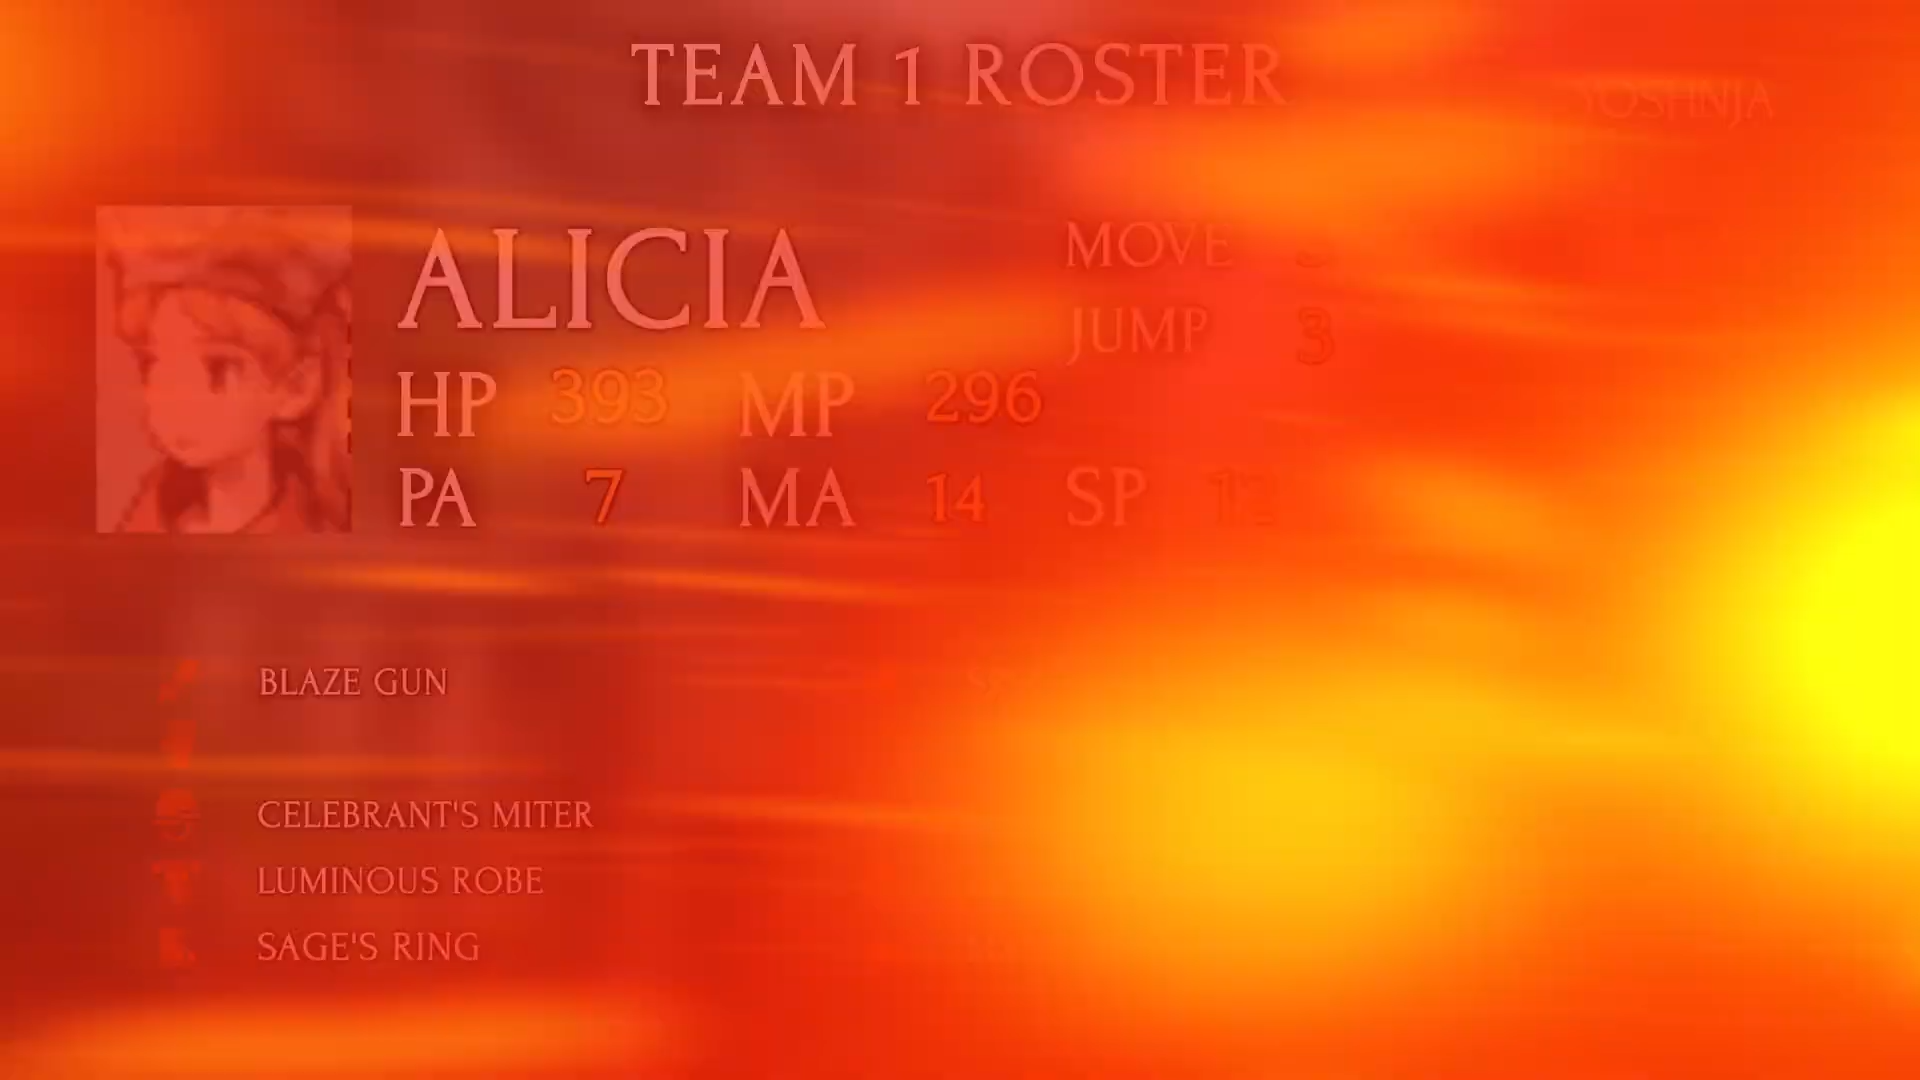 TEAM 1 ROSTER
YOSHNJA
ALICIA
MOVE
JUMP 3
HP 393 MP 296
PA 7 MA 14 SP
BLAZE GUN
CELEBRANT'S MITER
LUMINOUS ROBE
SAGE'S RING